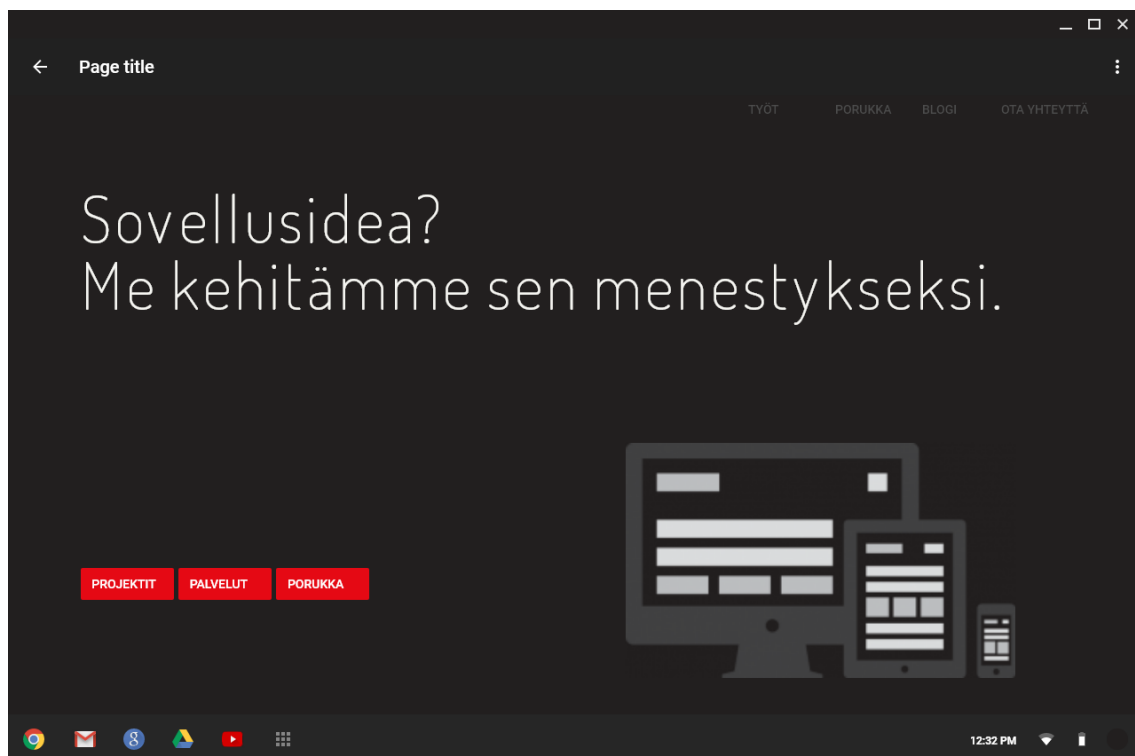 Page title
TYÖT PORUKKA BLOGI OTA YHTEYTTÄ
Sovellusidea?
Me kehitämme sen menestykseksi.
PROJEKTIT PALVELUT PORUKKA
12:32 PM